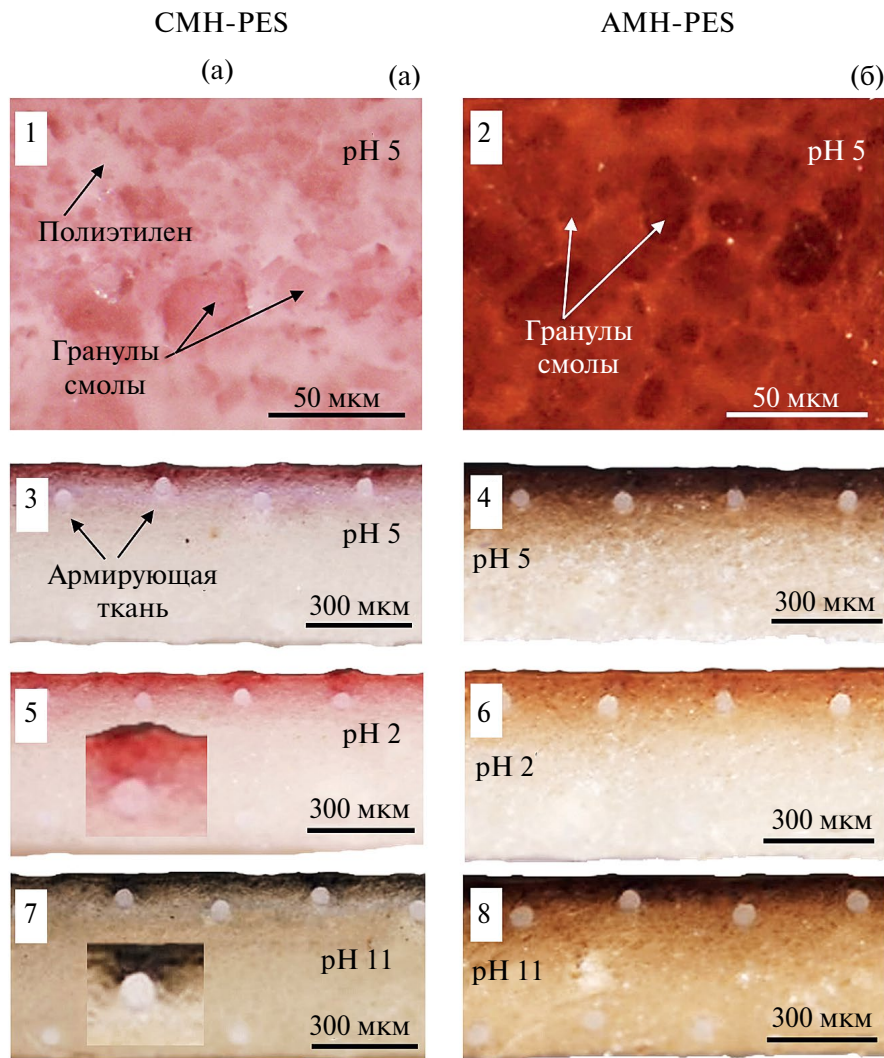 CMH-PES
AMH-PES
(а)
(а)
(б)
1
pH 5
Полиэтилен
Гранулы
смолы
50 мкм
2
pH 5
Гранулы
смолы
50 мкм
3
pH 5
Армирующая
ткань
300 мкм
4
pH 5
300 мкм
5
pH 2
300 мкм
6
pH 2
300 мкм
7
pH 11
300 мкм
8
pH 11
300 мкм